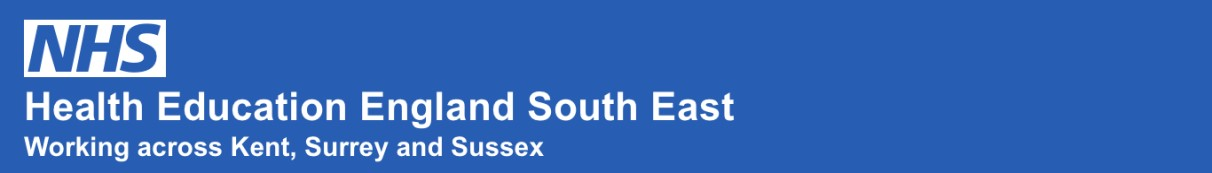 NHS
Health Education England South East
Working across Kent, Surrey and Sussex